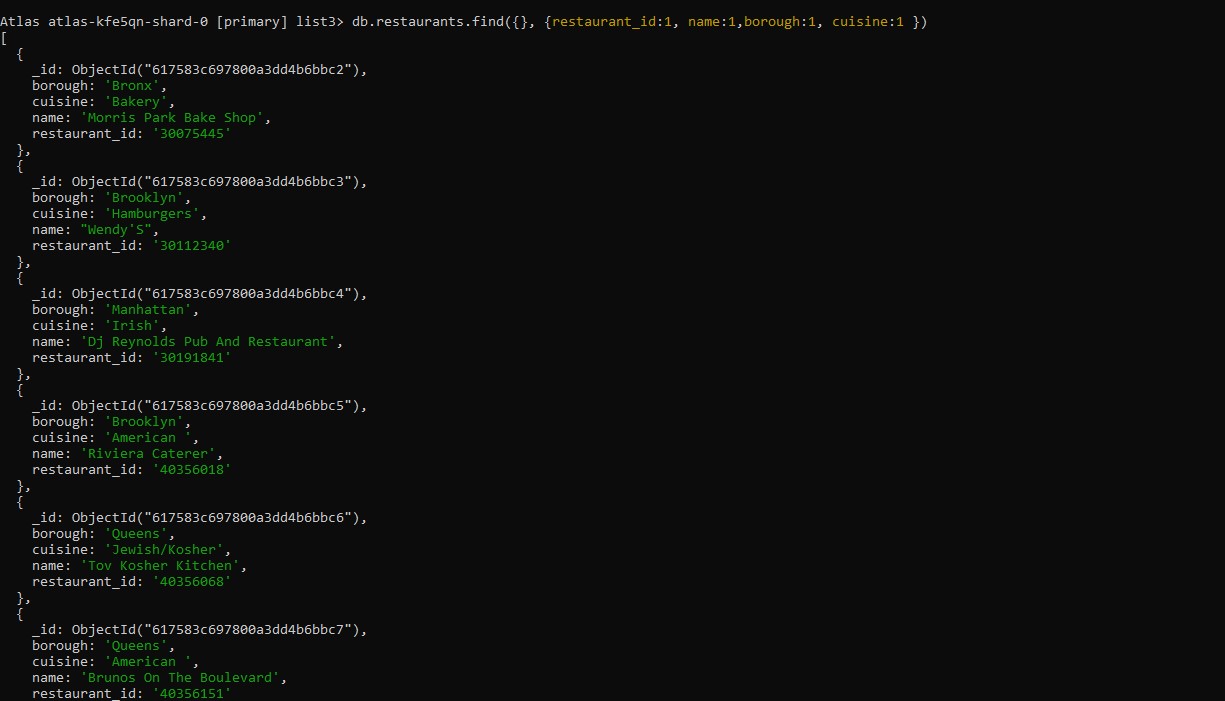 Atlas atlas-kfe5qn-shard-0 [primary] list3> db.restaurants.find({}, {restaurant_id:1, name:1,borough:1, cuisine:1 })
[
  {
    _id: ObjectId("617583c697800a3dd4b6bbc2"),
    borough: 'Bronx',
    cuisine: 'Bakery',
    name: 'Morris Park Bake Shop',
    restaurant_id: '30075445'
  },
  {
    _id: ObjectId("617583c697800a3dd4b6bbc3"),
    borough: 'Brooklyn',
    cuisine: 'Hamburgers',
    name: "Wendy'S",
    restaurant_id: '30112340'
  },
  {
    _id: ObjectId("617583c697800a3dd4b6bbc4"),
    borough: 'Manhattan',
    cuisine: 'Irish',
    name: 'Dj Reynolds Pub And Restaurant',
    restaurant_id: '30191841'
  },
  {
    _id: ObjectId("617583c697800a3dd4b6bbc5"),
    borough: 'Brooklyn',
    cuisine: 'American ',
    name: 'Riviera Caterer',
    restaurant_id: '40356018'
  },
  {
    _id: ObjectId("617583c697800a3dd4b6bbc6"),
    borough: 'Queens',
    cuisine: 'Jewish/Kosher',
    name: 'Tov Kosher Kitchen',
    restaurant_id: '40356068'
  },
  {
    _id: ObjectId("617583c697800a3dd4b6bbc7"),
    borough: 'Queens',
    cuisine: 'American ',
    name: 'Brunos On The Boulevard',
    restaurant_id: '40356151'